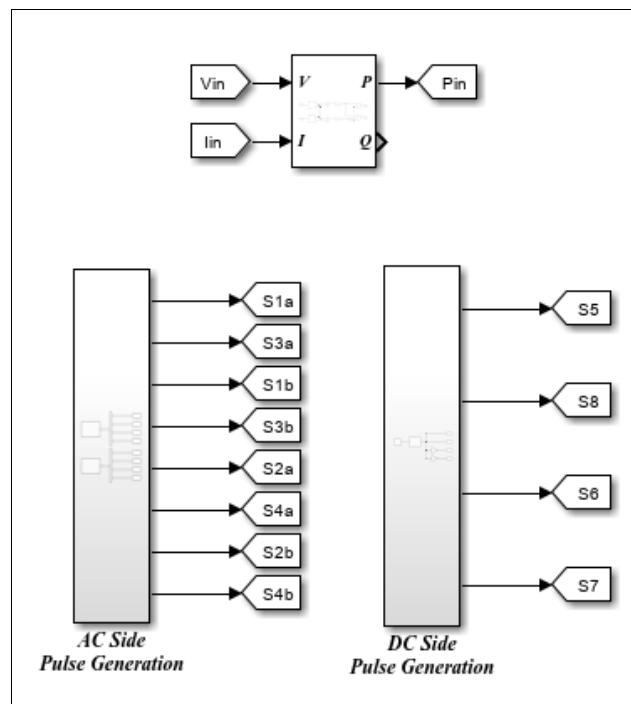 Vin
V
P
Pin
Iin
I
Q
S1a
S3a
S1b
S3b
S2a
S4a
S2b
S4b
AC Side
Pulse Generation
S5
S8
S6
S7
DC Side
Pulse Generation